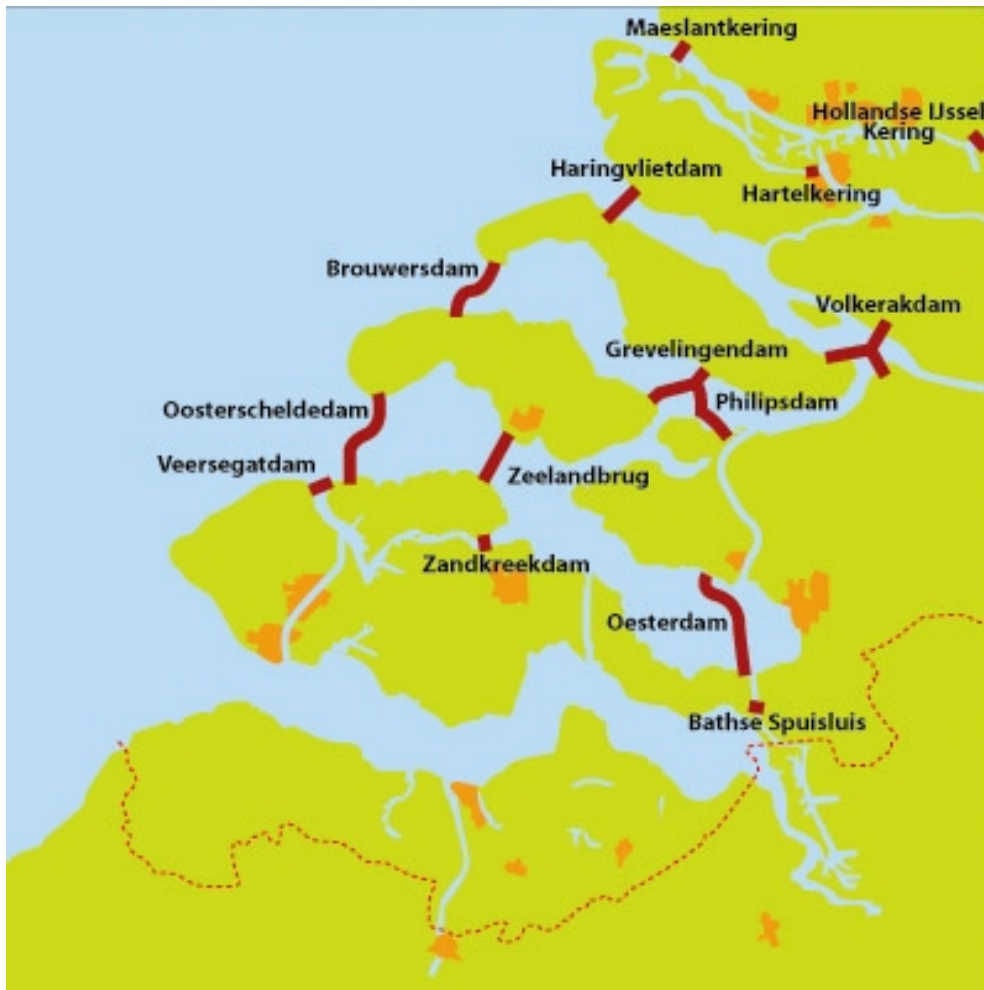 Maeslantkering
Hollandse IJssel
Kering
Haringvlietdam
Hartelkering
Brouwersdam
Volkerakdam
Grevelingendam
Philipsdam
Oosterscheldedam
Veersegatdam
Zeelandbrug
Zandkreekdam
Oesterdam
Bathse Spuisluis